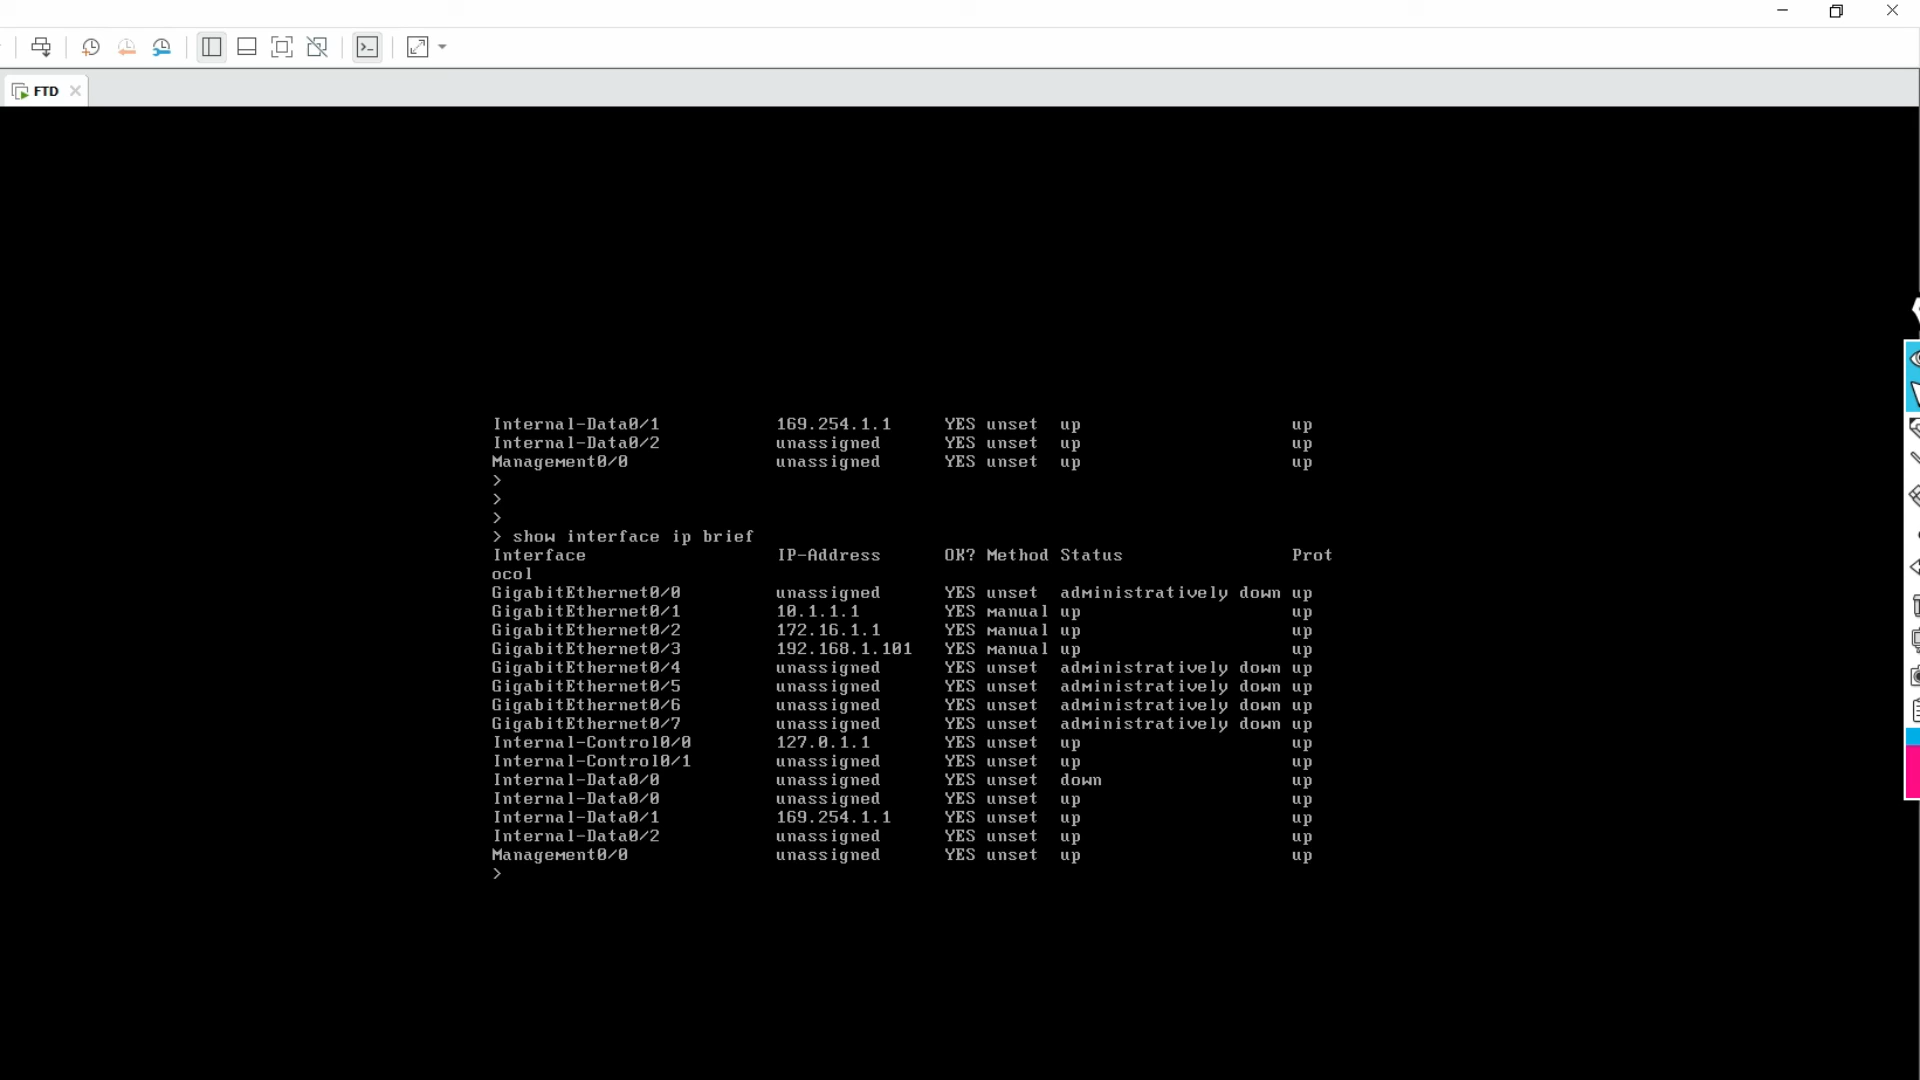 FTD
Internal-Data0/1 169.254.1.1 YES unset up up
Internal-Data0/2 unassigned YES unset up up
Management0/0 unassigned YES unset up up
>
>
>
> show interface ip brief
Interface IP-Address OK? Method Status Prot
ocol
GigabitEthernet0/0 unassigned YES unset administratively down up
GigabitEthernet0/1 10.1.1.1 YES manual up up
GigabitEthernet0/2 172.16.1.1 YES manual up up
GigabitEthernet0/3 192.168.1.101 YES manual up up
GigabitEthernet0/4 unassigned YES unset administratively down up
GigabitEthernet0/5 unassigned YES unset administratively down up
GigabitEthernet0/6 unassigned YES unset administratively down up
GigabitEthernet0/7 unassigned YES unset administratively down up
Internal-Control0/0 127.0.1.1 YES unset up up
Internal-Control0/1 unassigned YES unset up up
Internal-Data0/0 unassigned YES unset down up
Internal-Data0/0 unassigned YES unset up up
Internal-Data0/1 169.254.1.1 YES unset up up
Internal-Data0/2 unassigned YES unset up up
Management0/0 unassigned YES unset up up
>